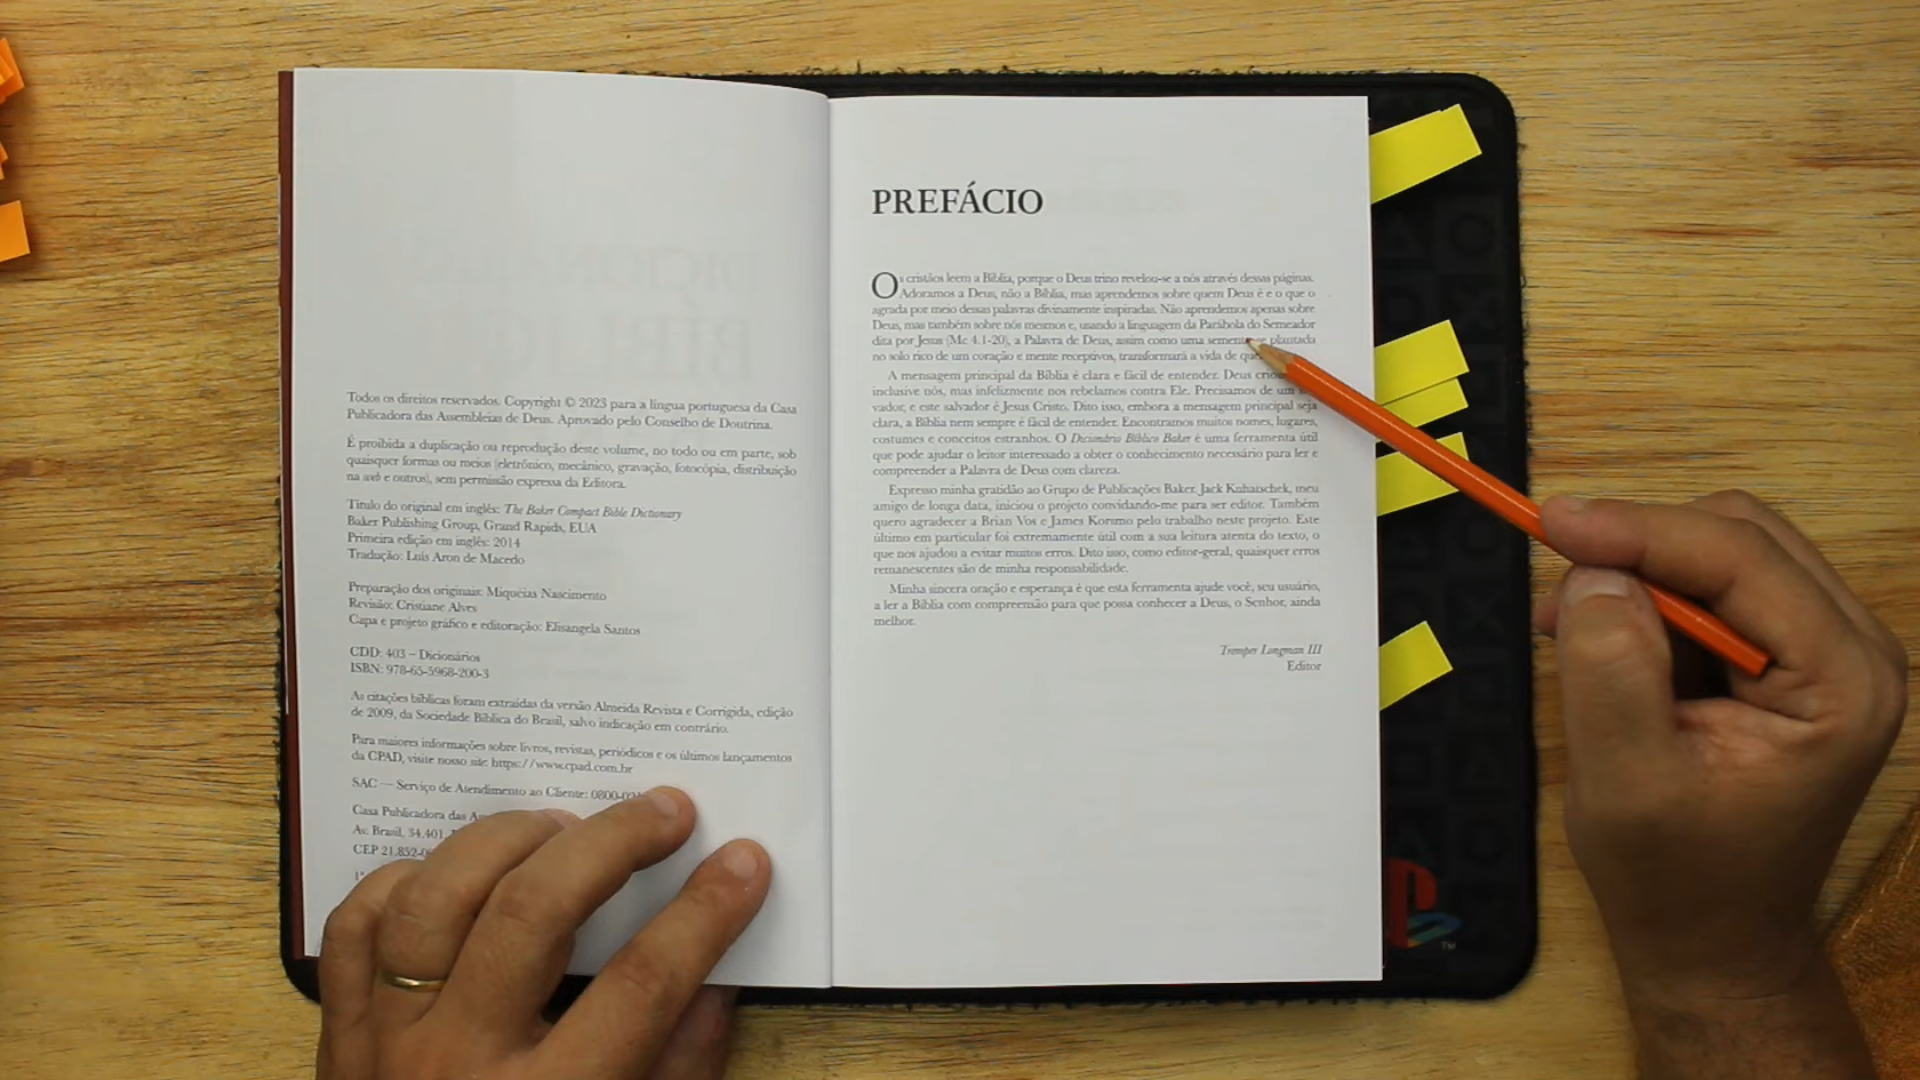 Todos os direitos reservados. Copyright © 2023 para a língua portuguesa da Casa
Publicadora das Assembleias de Deus. Aprovado pelo Conselho de Doutrina.
É proibida a duplicação ou reprodução deste volume, no todo ou em parte, sob
quaisquer formas ou meios (eletrônico, mecânico, gravação, fotocópia, distribuição
na web e outros), sem permissão expressa da Editora.
Título do original em inglês: The Baker Compact Bible Dictionary
Baker Publishing Group, Grand Rapids, EUA
Primeira edição em inglês: 2014
Tradução: Luís Aron de Macedo
Preparação dos originais: Miquéias Nascimento
Revisão: Cristiane Alves
Capa e projeto gráfico e editoração: Elisangela Santos
CDD: 403 – Dicionários
ISBN: 978-65-5968-200-3
As citações bíblicas foram extraídas da versão Almeida Revista e Corrigida, edição
de 2009, da Sociedade Bíblica do Brasil, salvo indicação em contrário.
Para maiores informações sobre livros, revistas, periódicos e os últimos lançamentos
da CPAD, visite nosso site: https://www.cpad.com.br
SAC — Serviço de Atendimento ao Cliente: 0800-02
Casa Publicadora das
Av. Brasil, 34.401,
CEP 21.852-0
PREFÁCIO
Os cristãos leem a Bíblia, porque o Deus trino revelou-se a nós através dessas páginas.
Adoramos a Deus, não a Bíblia, mas aprendemos sobre quem Deus é e o que o
agrada por meio dessas palavras divinamente inspiradas. Não aprendemos apenas sobre
Deus, mas também sobre nós mesmos e, usando a linguagem da Parábola do Semeador
dita por Jesus (Mc 4.1-20), a Palavra de Deus, assim como uma semente plantada
no solo rico de um coração e mente receptivos, transformará a vida de
A mensagem principal da Bíblia é clara e fácil de entender. Deus
inclusive nós, mas infelizmente nos rebelamos contra Ele. Precisamos de um
vador, e este salvador é Jesus Cristo. Dito isso, embora a mensagem principal seja
clara, a Bíblia nem sempre é fácil de entender. Encontramos muitos nomes, lugares,
costumes e conceitos estranhos. O Dicionário Bíblico Baker é uma ferramenta útil
que pode ajudar o leitor interessado a obter o conhecimento necessário para ler e
compreender a Palavra de Deus com clareza.
Expresso minha gratidão ao Grupo de Publicações Baker. Jack Kuhatschek, meu
amigo de longa data, iniciou o projeto convidando-me para ser editor. Também
quero agradecer a Brian Vos e James Korsmo pelo trabalho neste projeto. Este
último em particular foi extremamente útil com a sua leitura atenta do texto, o
que nos ajudou a evitar muitos erros. Dito isso, como editor-geral, quaisquer erros
remanescentes são de minha responsabilidade.
Minha sincera oração e esperança é que esta ferramenta ajude você, seu usuário,
a ler a Bíblia com compreensão para que possa conhecer a Deus, o Senhor, ainda
melhor.
Tremper Longman III
Editor
TM